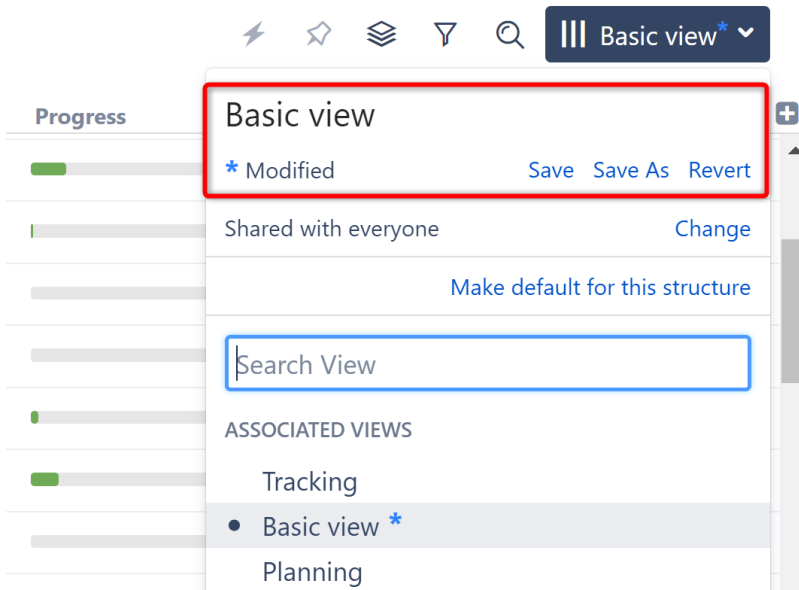 Basic view*
Progress
Basic view
* Modified Save Save As Revert
Shared with everyone Change
Make default for this structure
Search View
ASSOCIATED VIEWS
Tracking
Basic view *
Planning